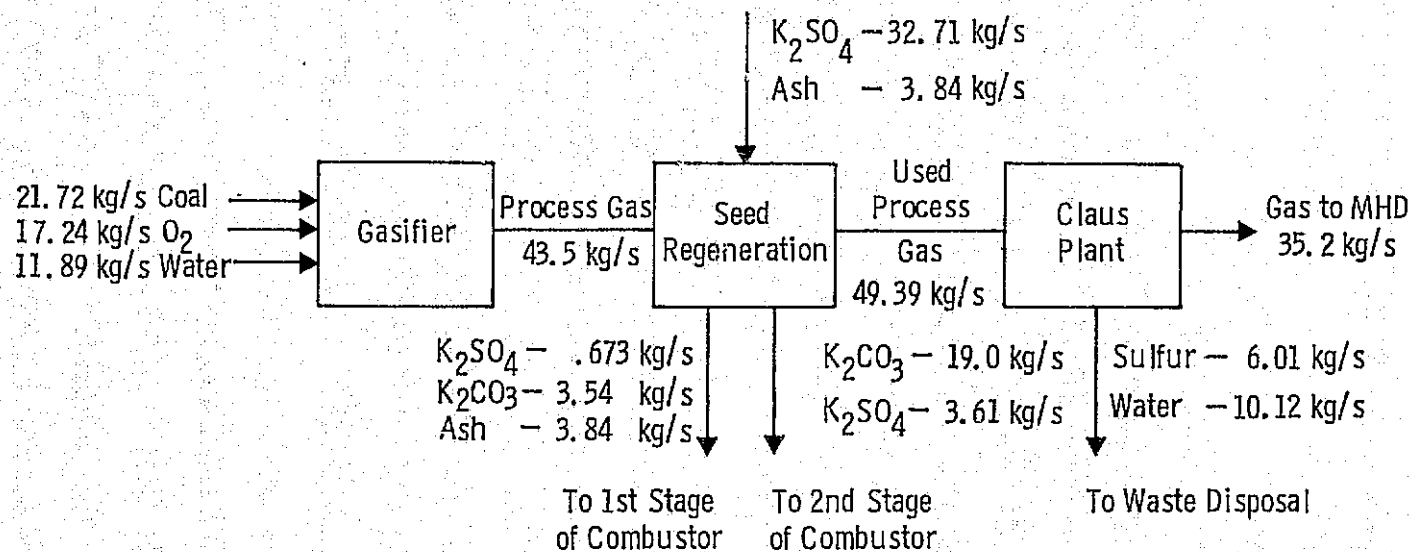 K2SO4 – 32.71 kg/s
Ash – 3.84 kg/s
21.72 kg/s Coal
17.24 kg/s O2
11.89 kg/s Water
Gasifier
Process Gas
43.5 kg/s
Seed
Regeneration
Used
Process
Gas
49.39 kg/s
Claus
Plant
Gas to MHD
35.2 kg/s
K2SO4 – .673 kg/s
K2CO3 – 3.54 kg/s
Ash – 3.84 kg/s
K2CO3 – 19.0 kg/s
K2SO4 – 3.61 kg/s
Sulfur – 6.01 kg/s
Water – 10.12 kg/s
To 1st Stage
of Combustor
To 2nd Stage
of Combustor
To Waste Disposal